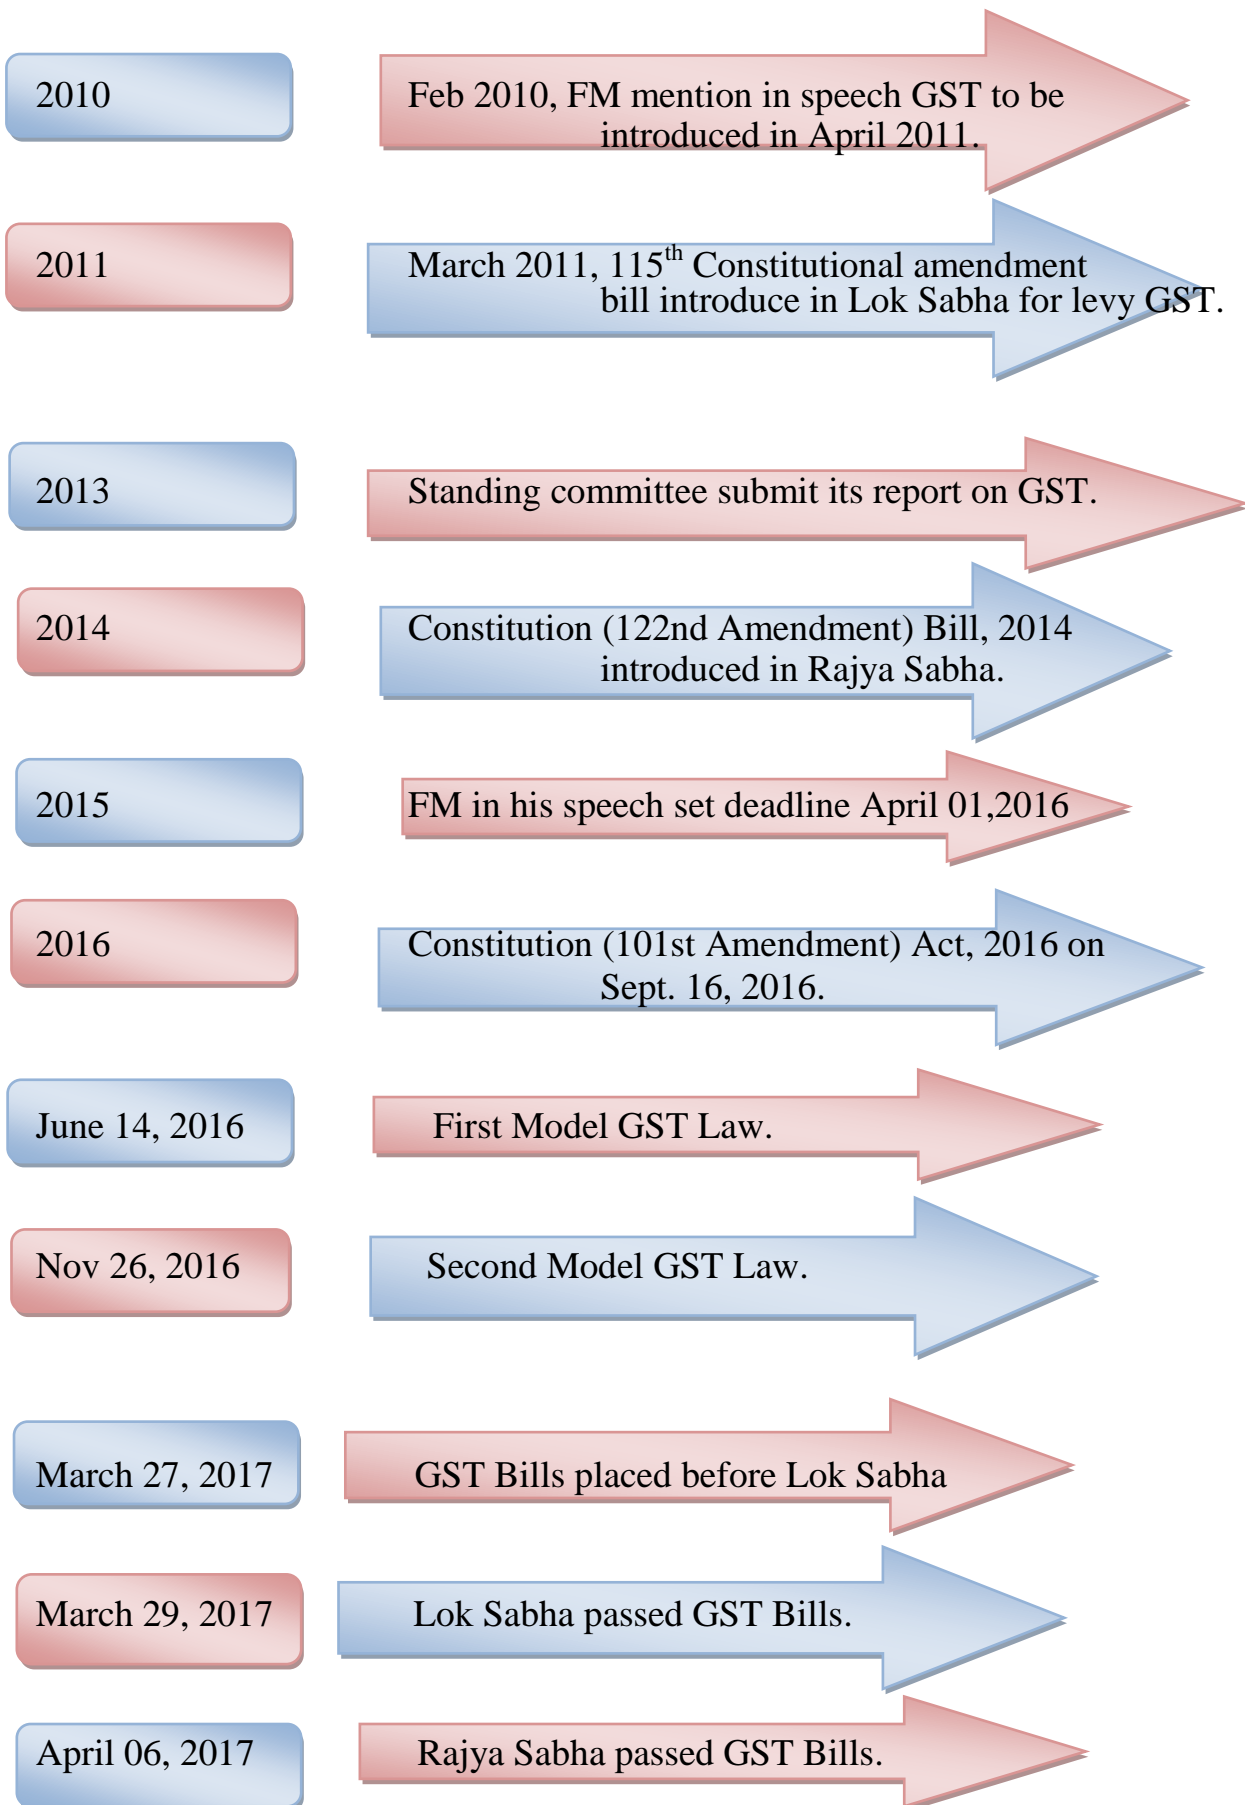 2010
Feb 2010, FM mention in speech GST to be
introduced in April 2011.
2011
March 2011, 115th Constitutional amendment
bill introduce in Lok Sabha for levy GST.
2013
Standing committee submit its report on GST.
2014
Constitution (122nd Amendment) Bill, 2014
introduced in Rajya Sabha.
2015
FM in his speech set deadline April 01,2016
2016
Constitution (101st Amendment) Act, 2016 on
Sept. 16, 2016.
June 14, 2016
First Model GST Law.
Nov 26, 2016
Second Model GST Law.
March 27, 2017
GST Bills placed before Lok Sabha
March 29, 2017
Lok Sabha passed GST Bills.
April 06, 2017
Rajya Sabha passed GST Bills.